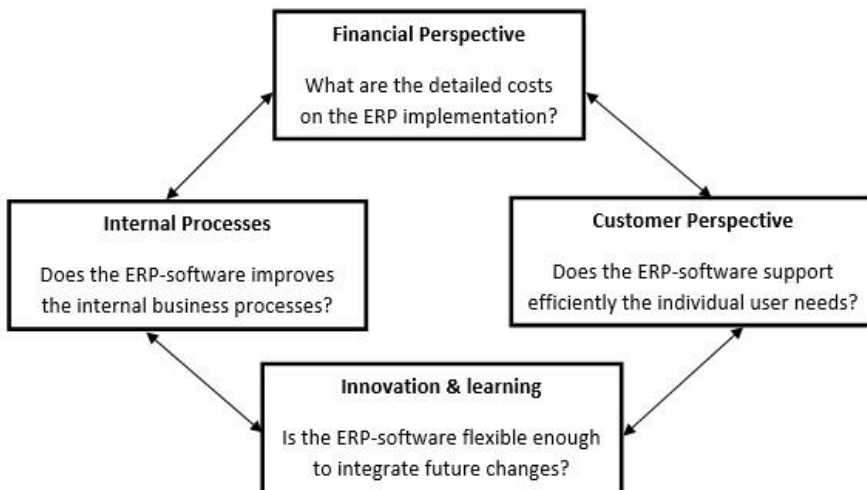 Financial Perspective
What are the detailed costs
on the ERP implementation?
Internal Processes
Does the ERP-software improves
the internal business processes?
Customer Perspective
Does the ERP-software support
efficiently the individual user needs?
Innovation & learning
Is the ERP-software flexible enough
to integrate future changes?